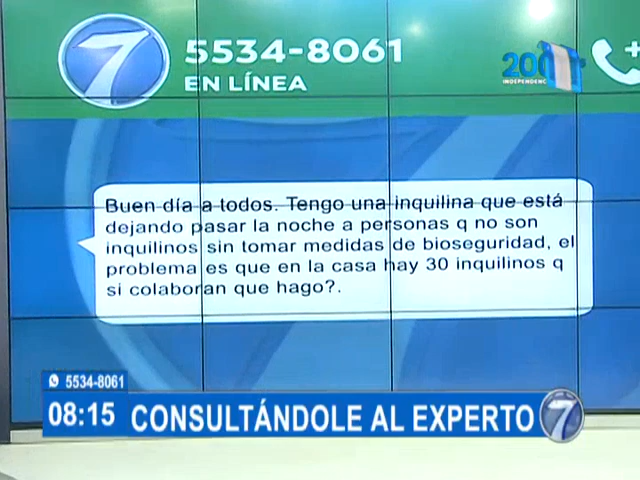 7
5534-8061
EN LÍNEA
200
INDEPENDENC
Buen día a todos. Tengo una inquilina que está
dejando pasar la noche a personas q no son
inquilinos sin tomar medidas de bioseguridad, el
problema es que en la casa hay 30 inquilinos q
si colaboran que hago?.
5534-8061
08:15 CONSULTÁNDOLE AL EXPERTO 7